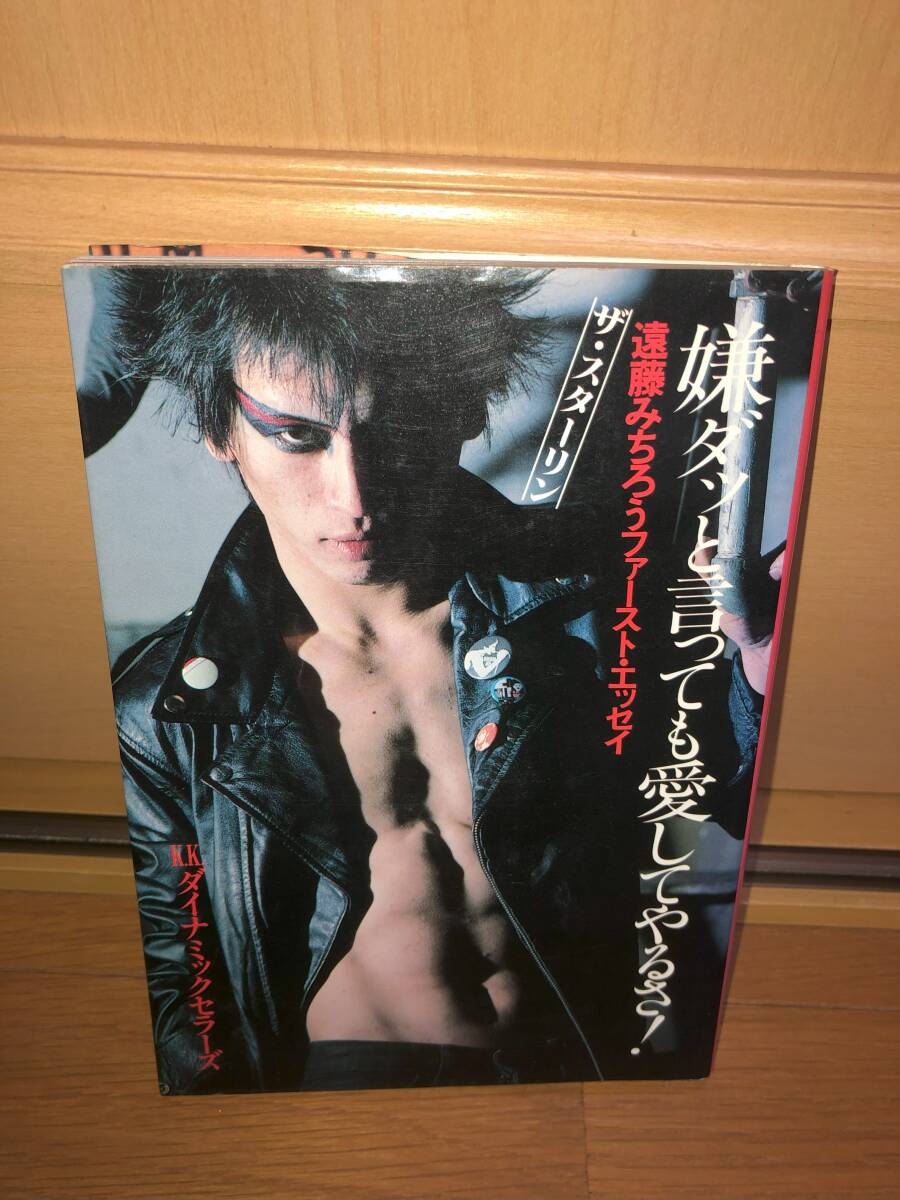 嫌ダッと言っても愛してやるさ!
遠藤みちろうファースト・エッセイ
ザ・スターリン
K.K.ダイナミックセラーズ